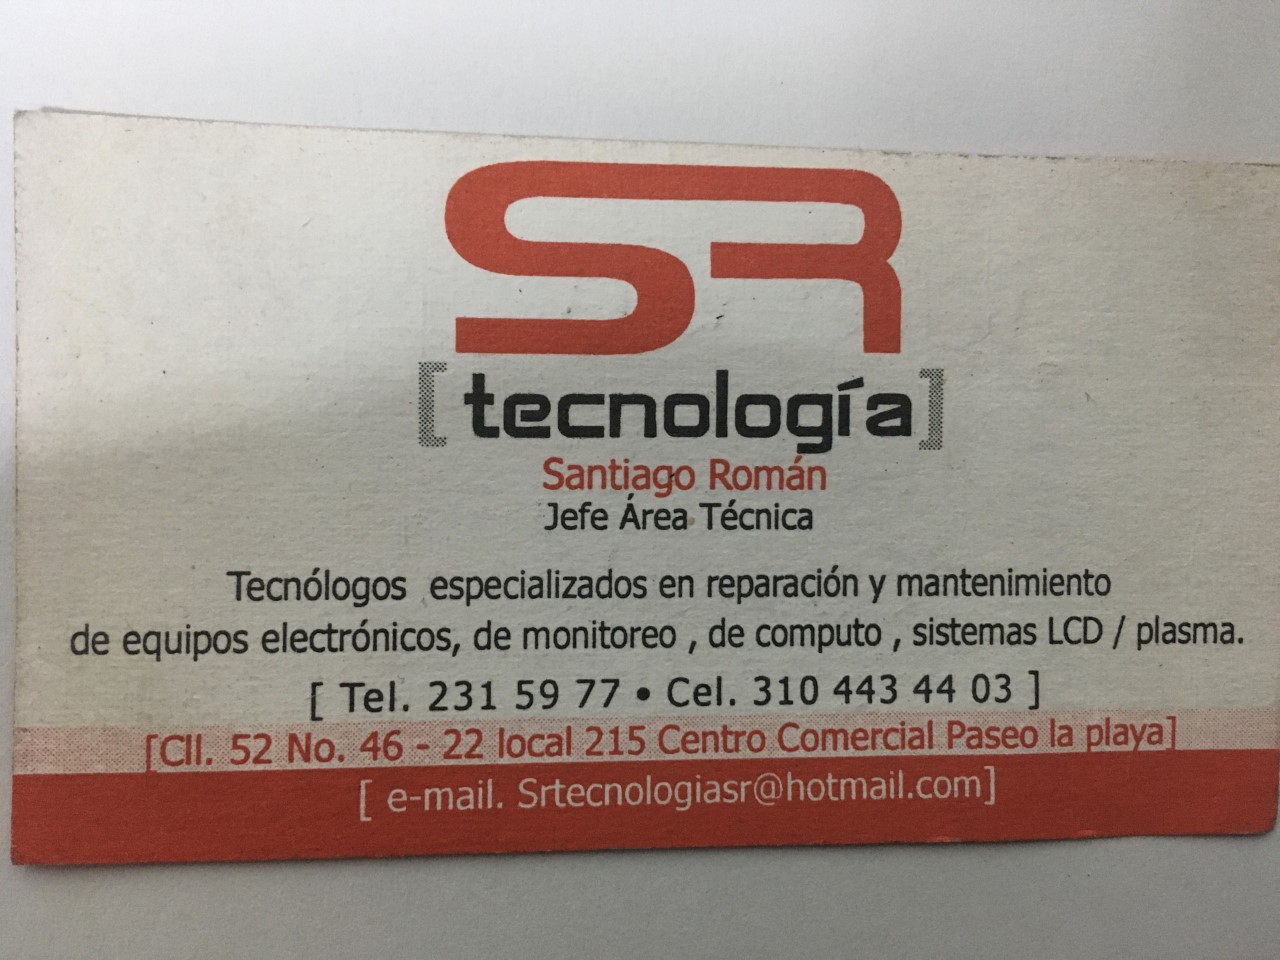 SR
[tecnología]
Santiago Román
Jefe Área Técnica
Tecnólogos especializados en reparación y mantenimiento
de equipos electrónicos, de monitoreo , de computo , sistemas LCD / plasma.
[ Tel. 231 59 77 • Cel. 310 443 44 03 ]
[Cll. 52 No. 46 - 22 local 215 Centro Comercial Paseo la playa]
[ e-mail. Srtecnologiasr@hotmail.com]